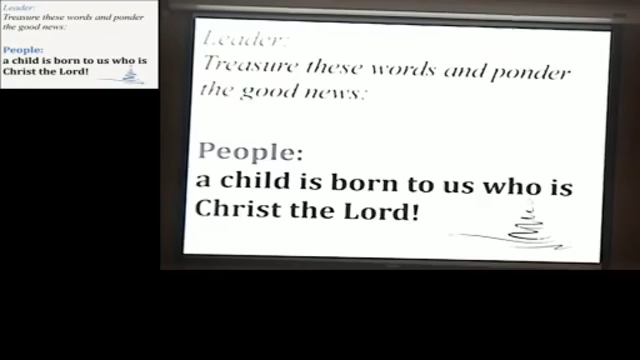 Leader:
Treasure these words and ponder
the good news:
People:
a child is born to us who is
Christ the Lord!
Leader:
Treasure these words and ponder
the good news:
People:
a child is born to us who is
Christ the Lord!